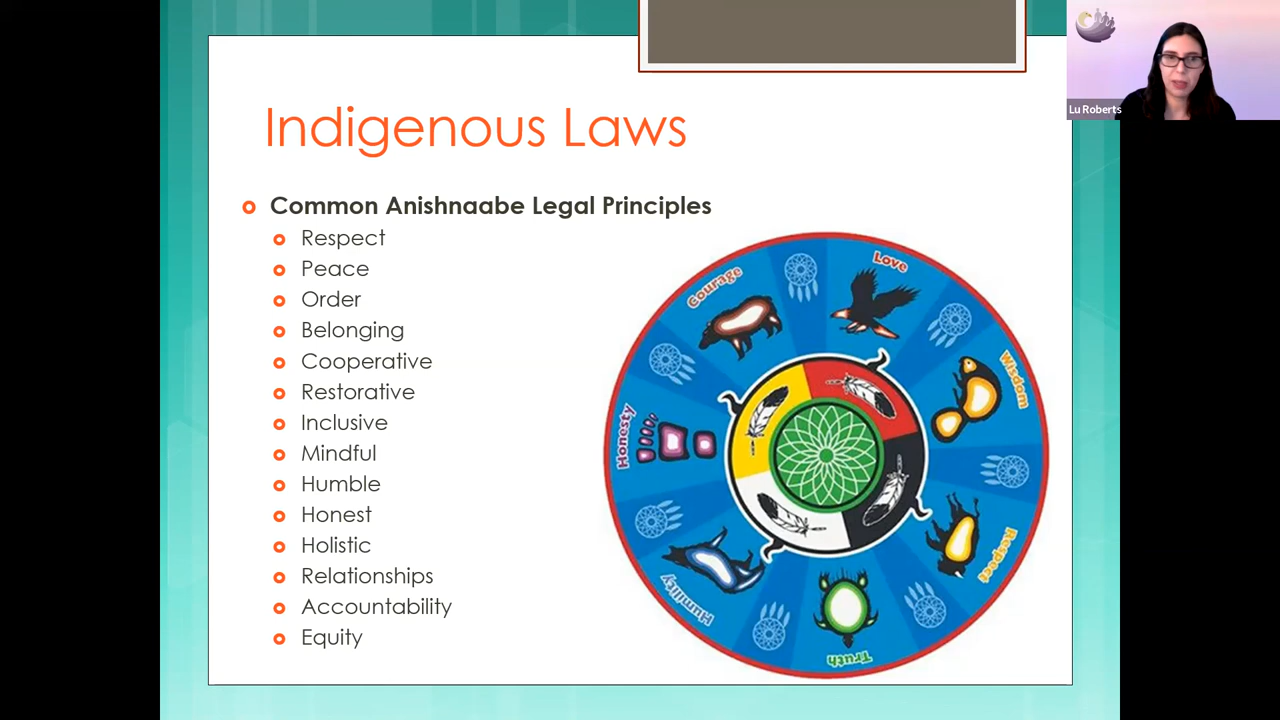 Indigenous Laws
Common Anishnaabe Legal Principles
Respect
Peace
Order
Belonging
Cooperative
Restorative
Inclusive
Mindful
Humble
Honest
Holistic
Relationships
Accountability
Equity
Courage
Love
Wisdom
Respect
Truth
Humility
Honesty
Lu Roberts